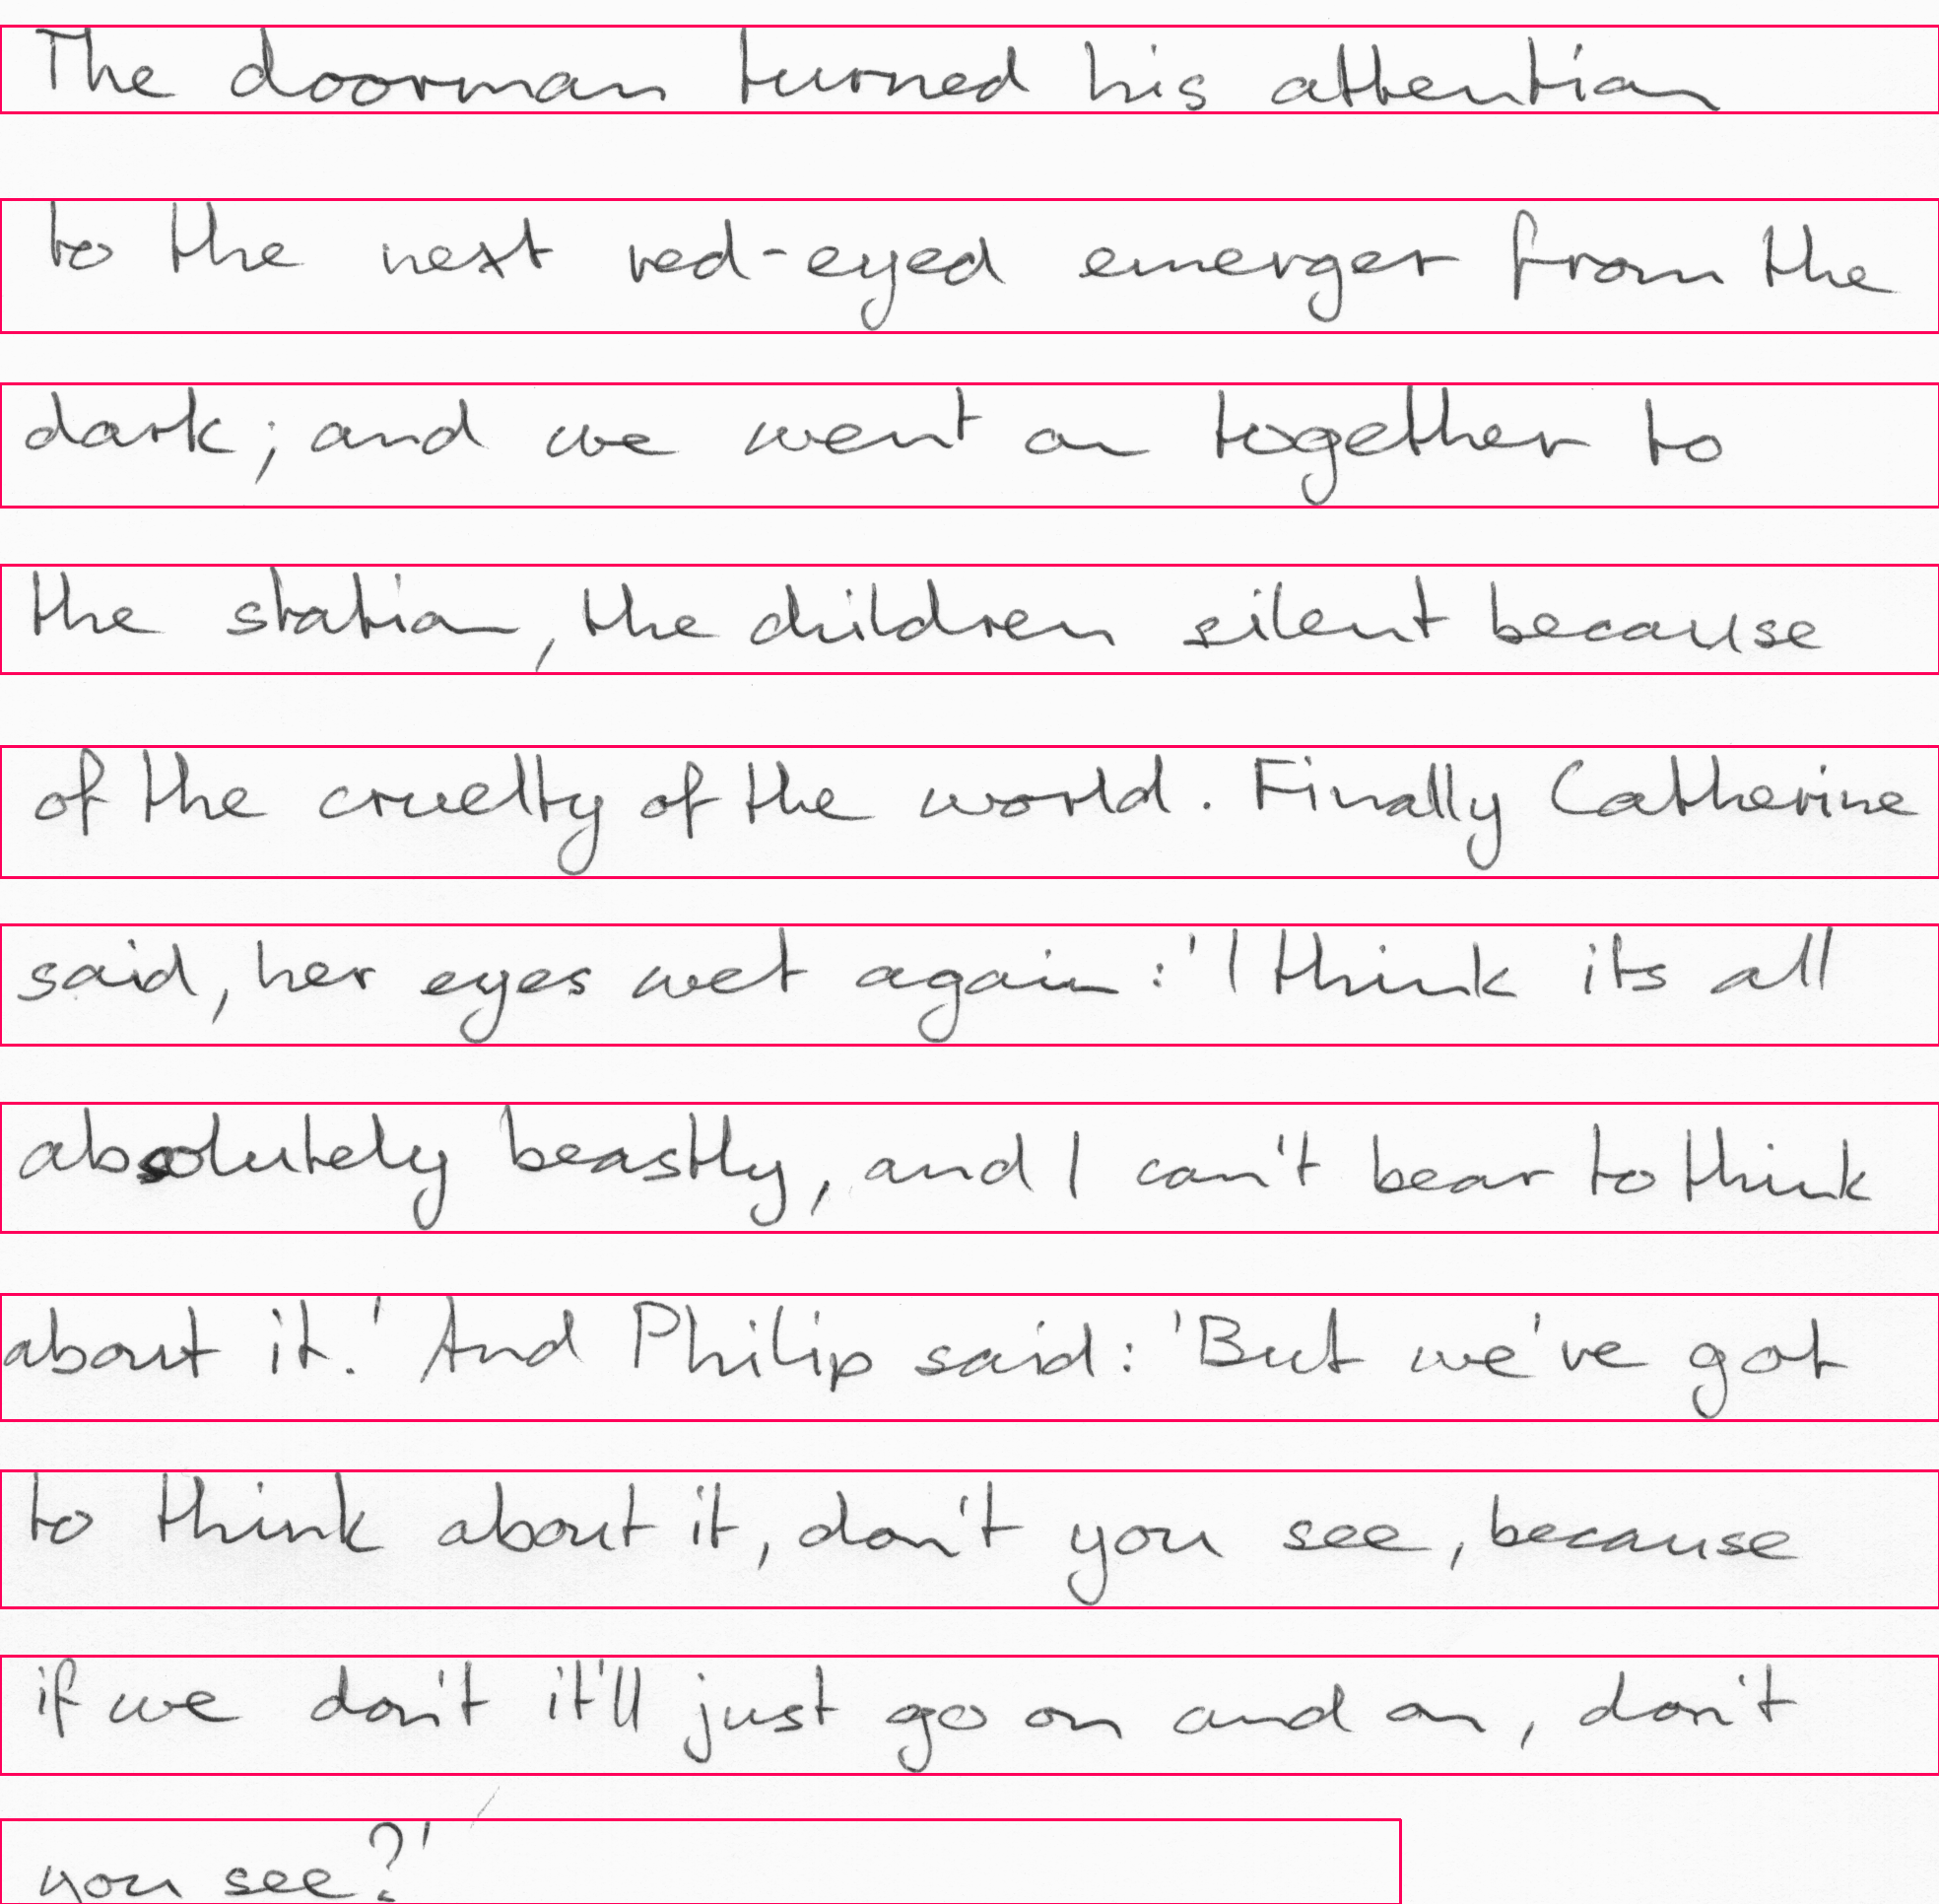 The doorman turned his attention
to the next red-eyed emerger from the
dark; and we went on together to
the station, the children silent because
of the cruelty of the world. Finally Catherine
said, her eyes wet again: 'I think its all
absolutely beastly, and I can't bear to think
about it.' And Philip said: 'But we've got
to think about it, don't you see, because
if we don't it'll just go on and on, don't
you see?'